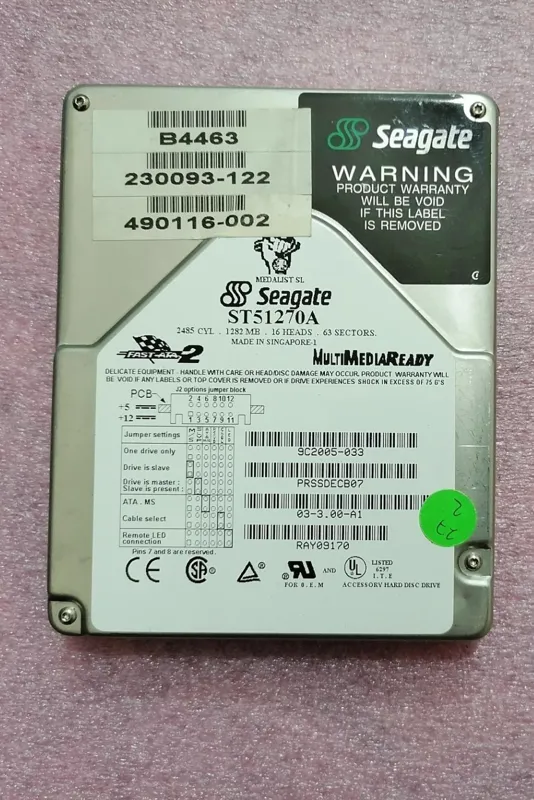 B4463
230093-122
490116-002
Seagate
WARNING
PRODUCT WARRANTY
WILL BE VOID
IF THIS LABEL
IS REMOVED
MEDALIST SL
Seagate
ST51270A
2485 CYL . 1282 MB . 16 HEADS . 63 SECTORS.
MADE IN SINGAPORE-1
FAST ATA 2
MULTIMEDIAREADY
DELICATE EQUIPMENT - HANDLE WITH CARE OR HEAD/DISC DAMAGE MAY OCCUR. PRODUCT WARRANTY WILL
BE VOID IF ANY LABELS OR TOP COVER IS REMOVED OR IF DRIVE EXPERIENCES SHOCK IN EXCESS OF 75 G'S
J2 options jumper block
PCB
2 4 6 8 10 12
+5
+12
1 3 5 7 9 11
Jumper settings
One drive only
9C2005-033
Drive is slave
PRSSDECB07
Drive is master:
Slave is present:
ATA . MS
03-3.00-A1
Cable select
Remote LED
connection
RAY09170
Pins 7 and 8 are reserved.
CE
FOR O.E.M
AND
UL
LISTED
6297
I.T.E
ACCESSORY HARD DISC DRIVE